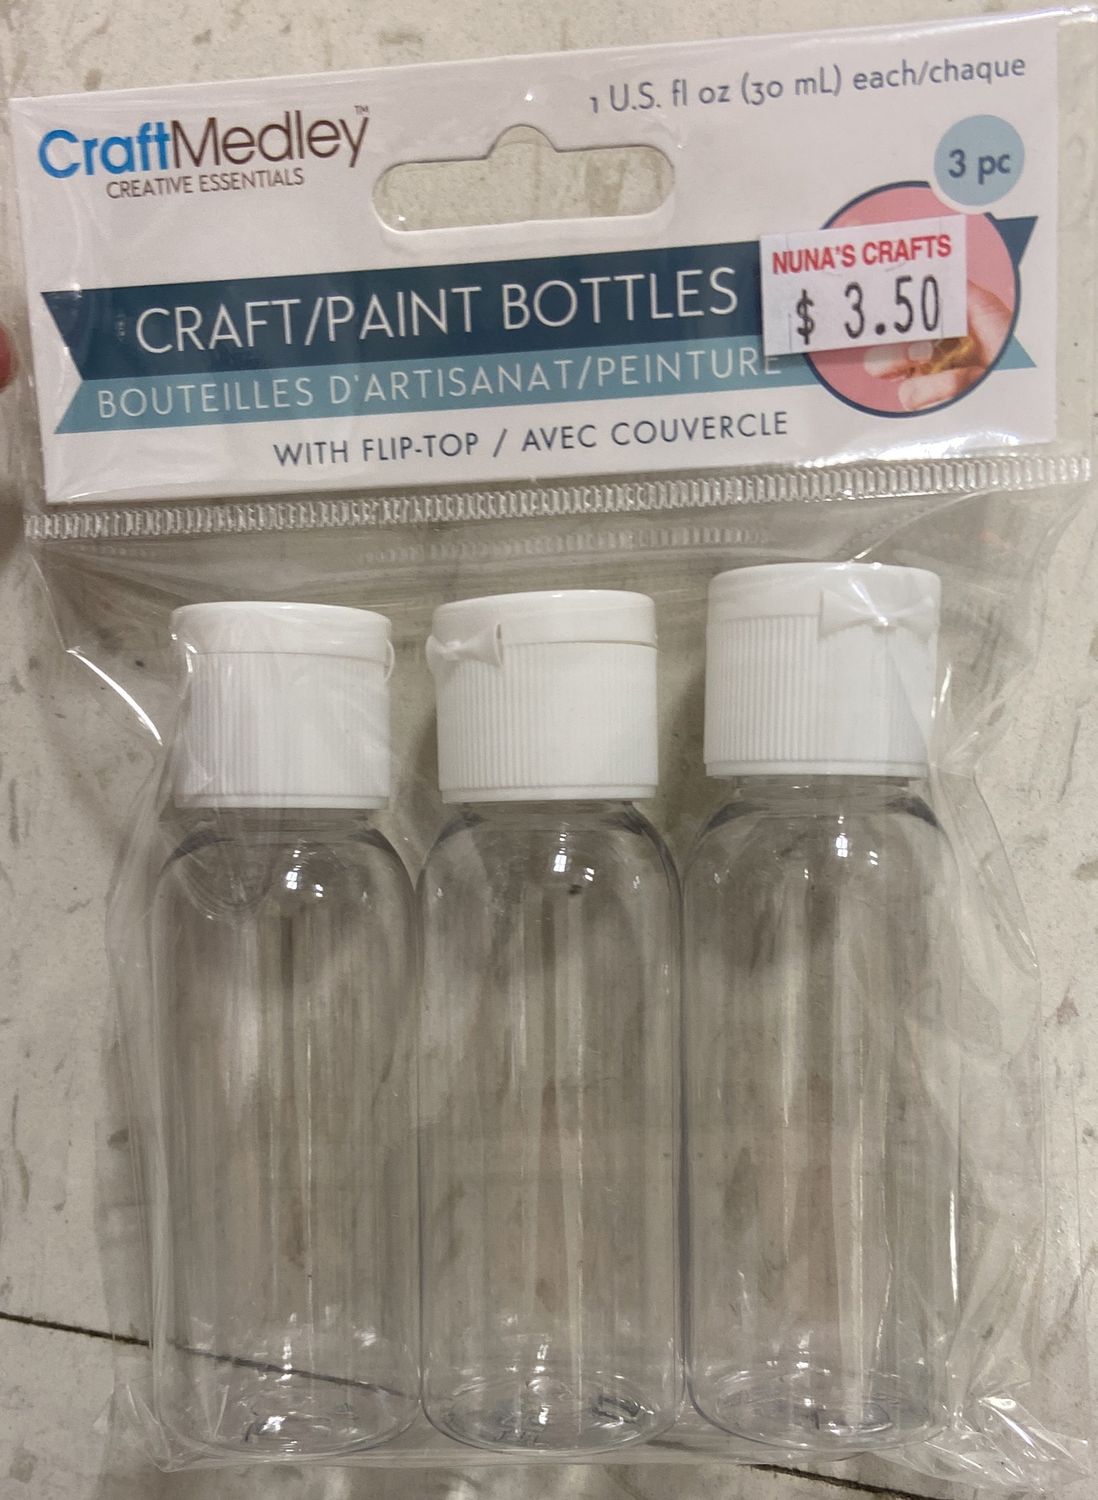 1 U.S. fl oz (30 mL) each/chaque
CraftMedley™
CREATIVE ESSENTIALS
3 pc
NUNA'S CRAFTS
$ 3.50
CRAFT/PAINT BOTTLES
BOUTEILLES D'ARTISANAT/PEINTURE
WITH FLIP-TOP / AVEC COUVERCLE